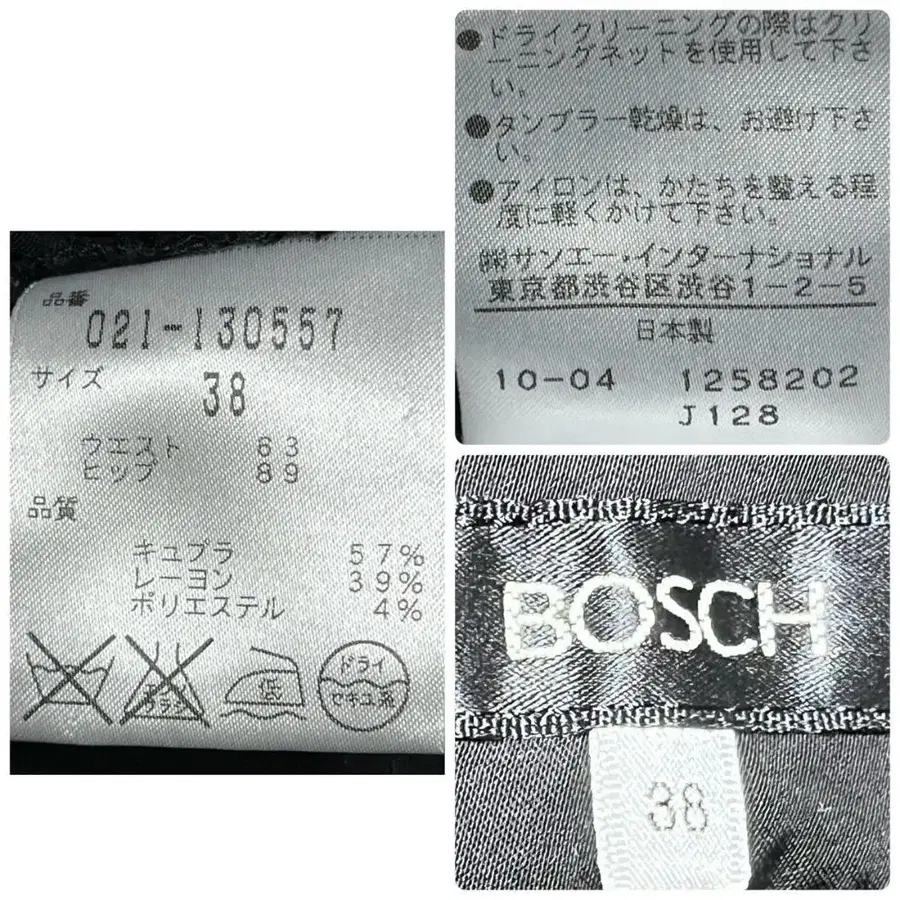 品番
021-130557
サイズ 38
ウエスト 63
ヒップ 89
品質
キュプラ 57%
レーヨン 39%
ポリエステル 4%
エンソ
サラシ
低
ドライ
セキユ系
●ドライクリーニングの際はクリ
ーニングネットを使用して下さ
い。
●タンブラー乾燥は、お避け下さ
い。
●アイロンは、かたちを整える程
度に軽くかけて下さい。
㈱サンエー・インターナショナル
東京都渋谷区渋谷1-2-5
日本製
10-04 1258202
J128
BOSCH
38